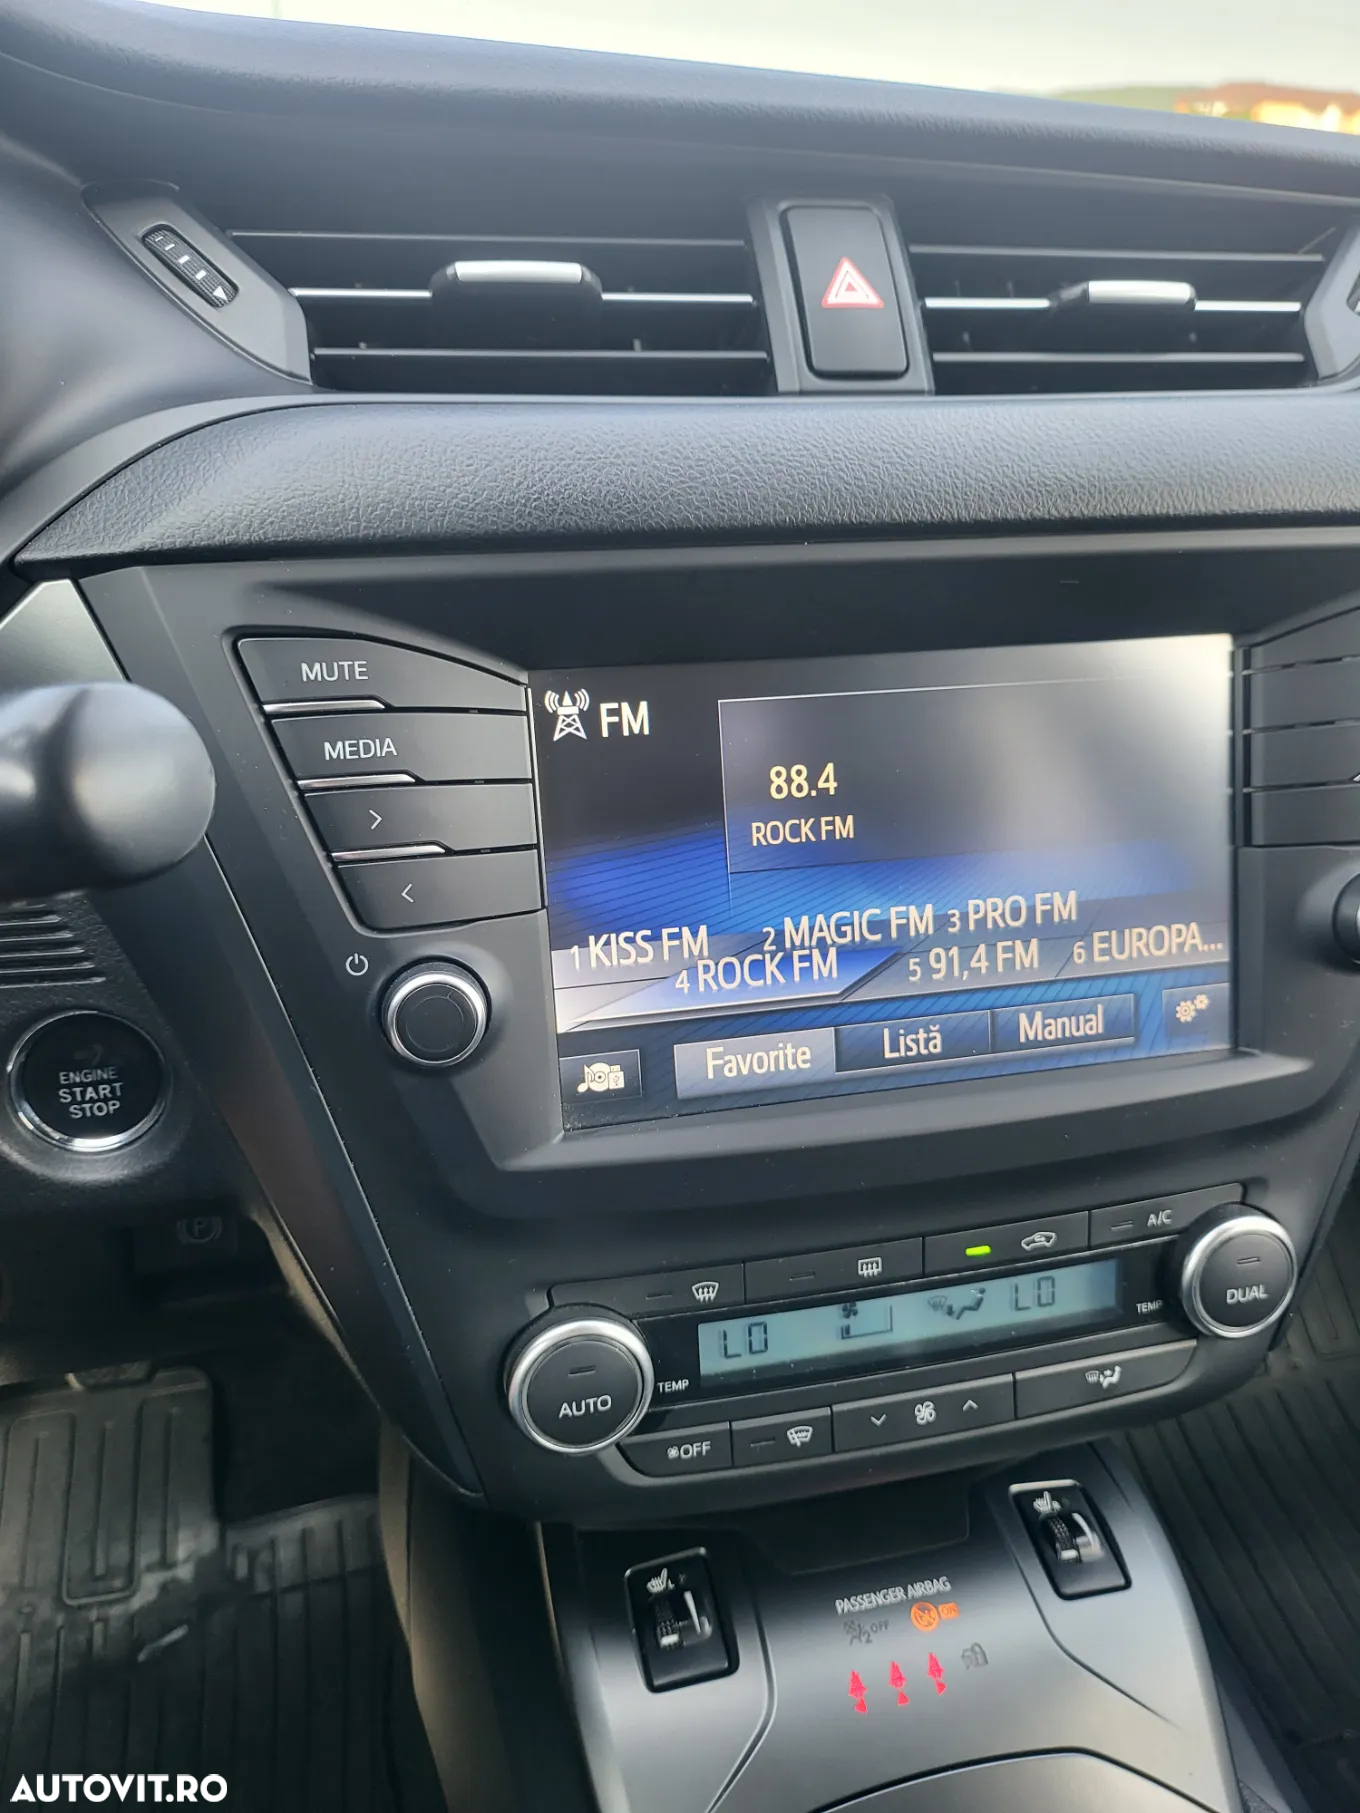 MUTE
MEDIA
FM
88.4
ROCK FM
1 KISS FM 2 MAGIC FM 3 PRO FM
4 ROCK FM 5 91,4 FM 6 EUROPA...
Favorite Listă Manual
ENGINE
START
STOP
A/C
LO LO
TEMP
DUAL
AUTO
TEMP
OFF
PASSENGER AIRBAG
2 OFF ON
AUTOVIT.RO